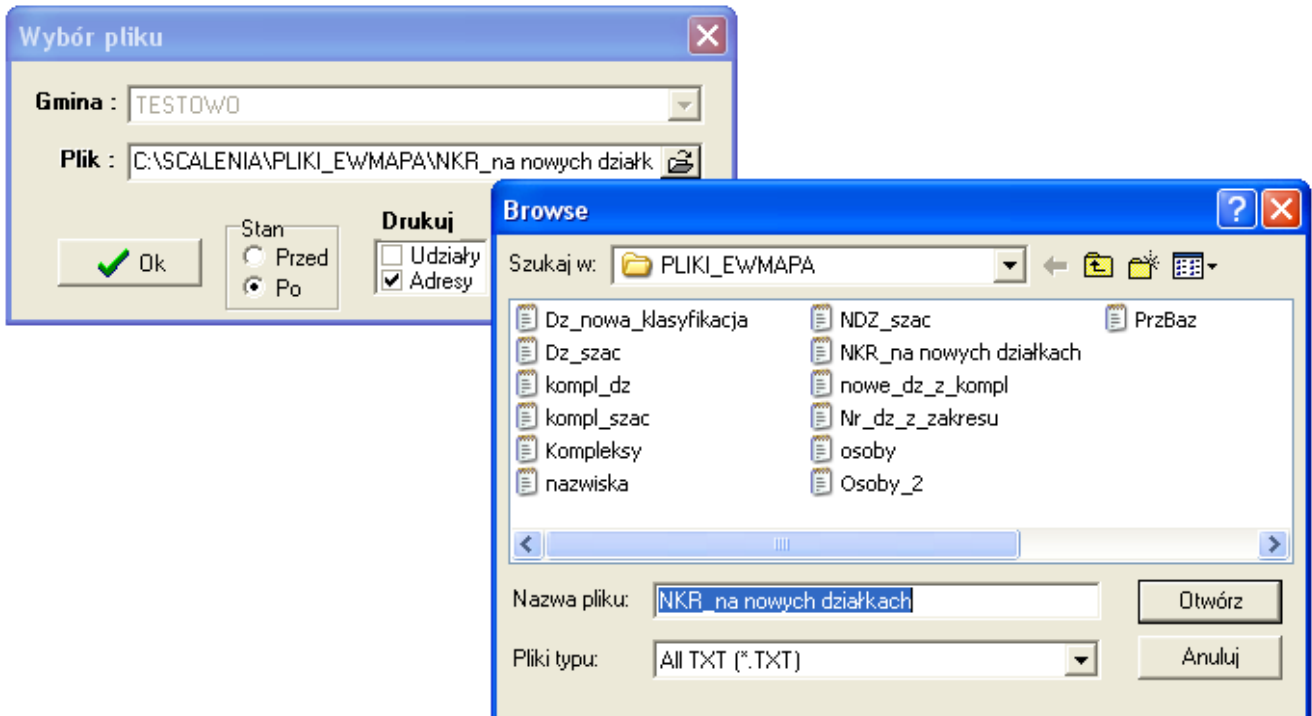 Wybór pliku
Gmina : TESTOWO
Plik : C:\SCALENIA\PLIKI_EWMAPA\NKR_na nowych działk
Ok
Stan
Przed
Po
Drukuj
Udziały
Adresy
Browse
Szukaj w: PLIKI_EWMAPA
Dz_nowa_klasyfikacja NDZ_szac PrzBaz
Dz_szac NKR_na nowych działkach
kompl_dz nowe_dz_z_kompl
kompl_szac Nr_dz_z_zakresu
Kompleksy osoby
nazwiska Osoby_2
Nazwa pliku: NKR_na nowych działkach Otwórz
Pliki typu: All TXT (*.TXT) Anuluj